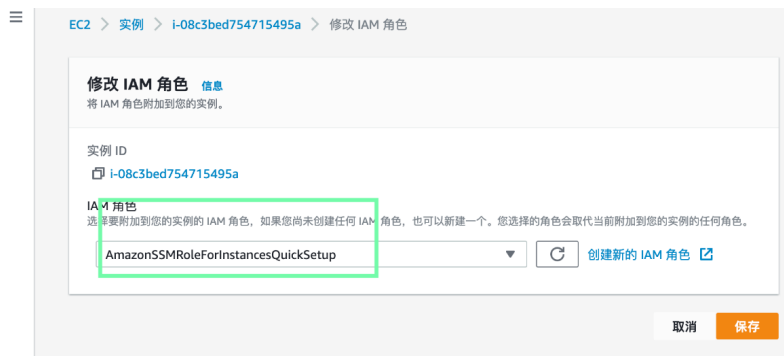 EC2 > 实例 > i-08c3bed754715495a > 修改 IAM 角色
修改 IAM 角色 信息
将 IAM 角色附加到您的实例。
实例 ID
i-08c3bed754715495a
IAM 角色
选择要附加到您的实例的 IAM 角色，如果您尚未创建任何 IAM 角色，也可以新建一个。您选择的角色会取代当前附加到您的实例的任何角色。
AmazonSSMRoleForInstancesQuickSetup 创建新的 IAM 角色
取消 保存